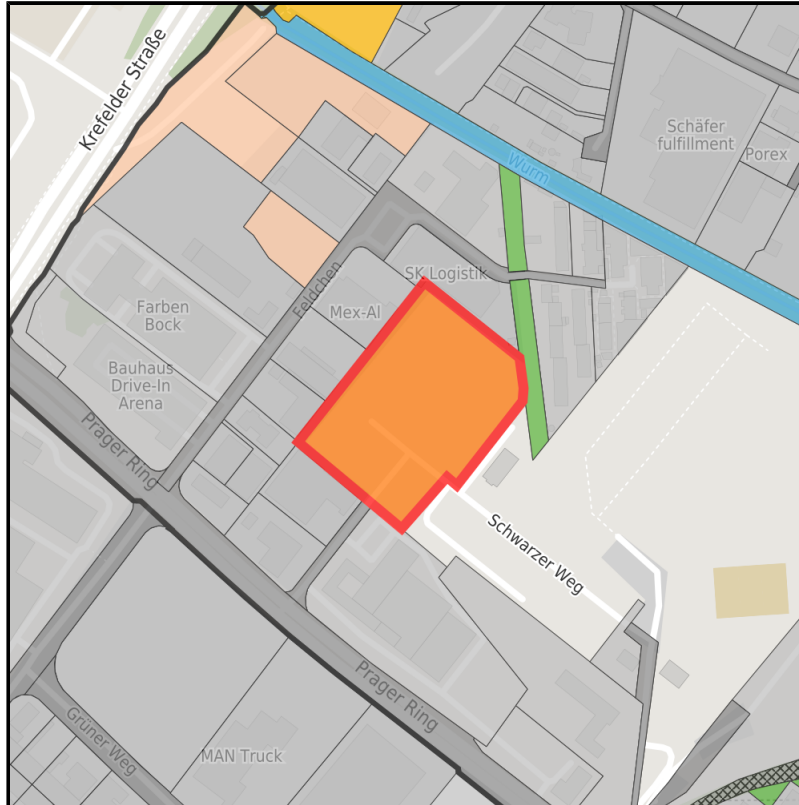 Krefelder Straße
Wurm
Schäfer
fulfillment
Porex
SK Logistik
Feldchen
Mex-Al
Farben
Bock
Bauhaus
Drive-In
Arena
Prager Ring
Schwarzer Weg
Prager Ring
Grüner Weg
MAN Truck